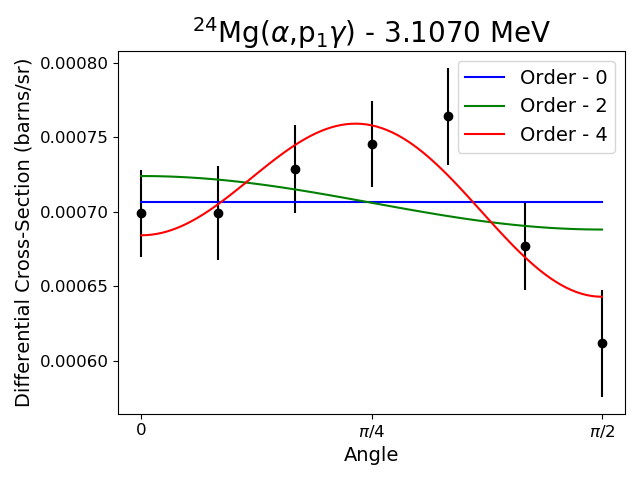 ²⁴Mg(α,p₁γ) - 3.1070 MeV
Differential Cross-Section (barns/sr)
0.00080
0.00075
0.00070
0.00065
0.00060
Order - 0
Order - 2
Order - 4
0
π/4
π/2
Angle